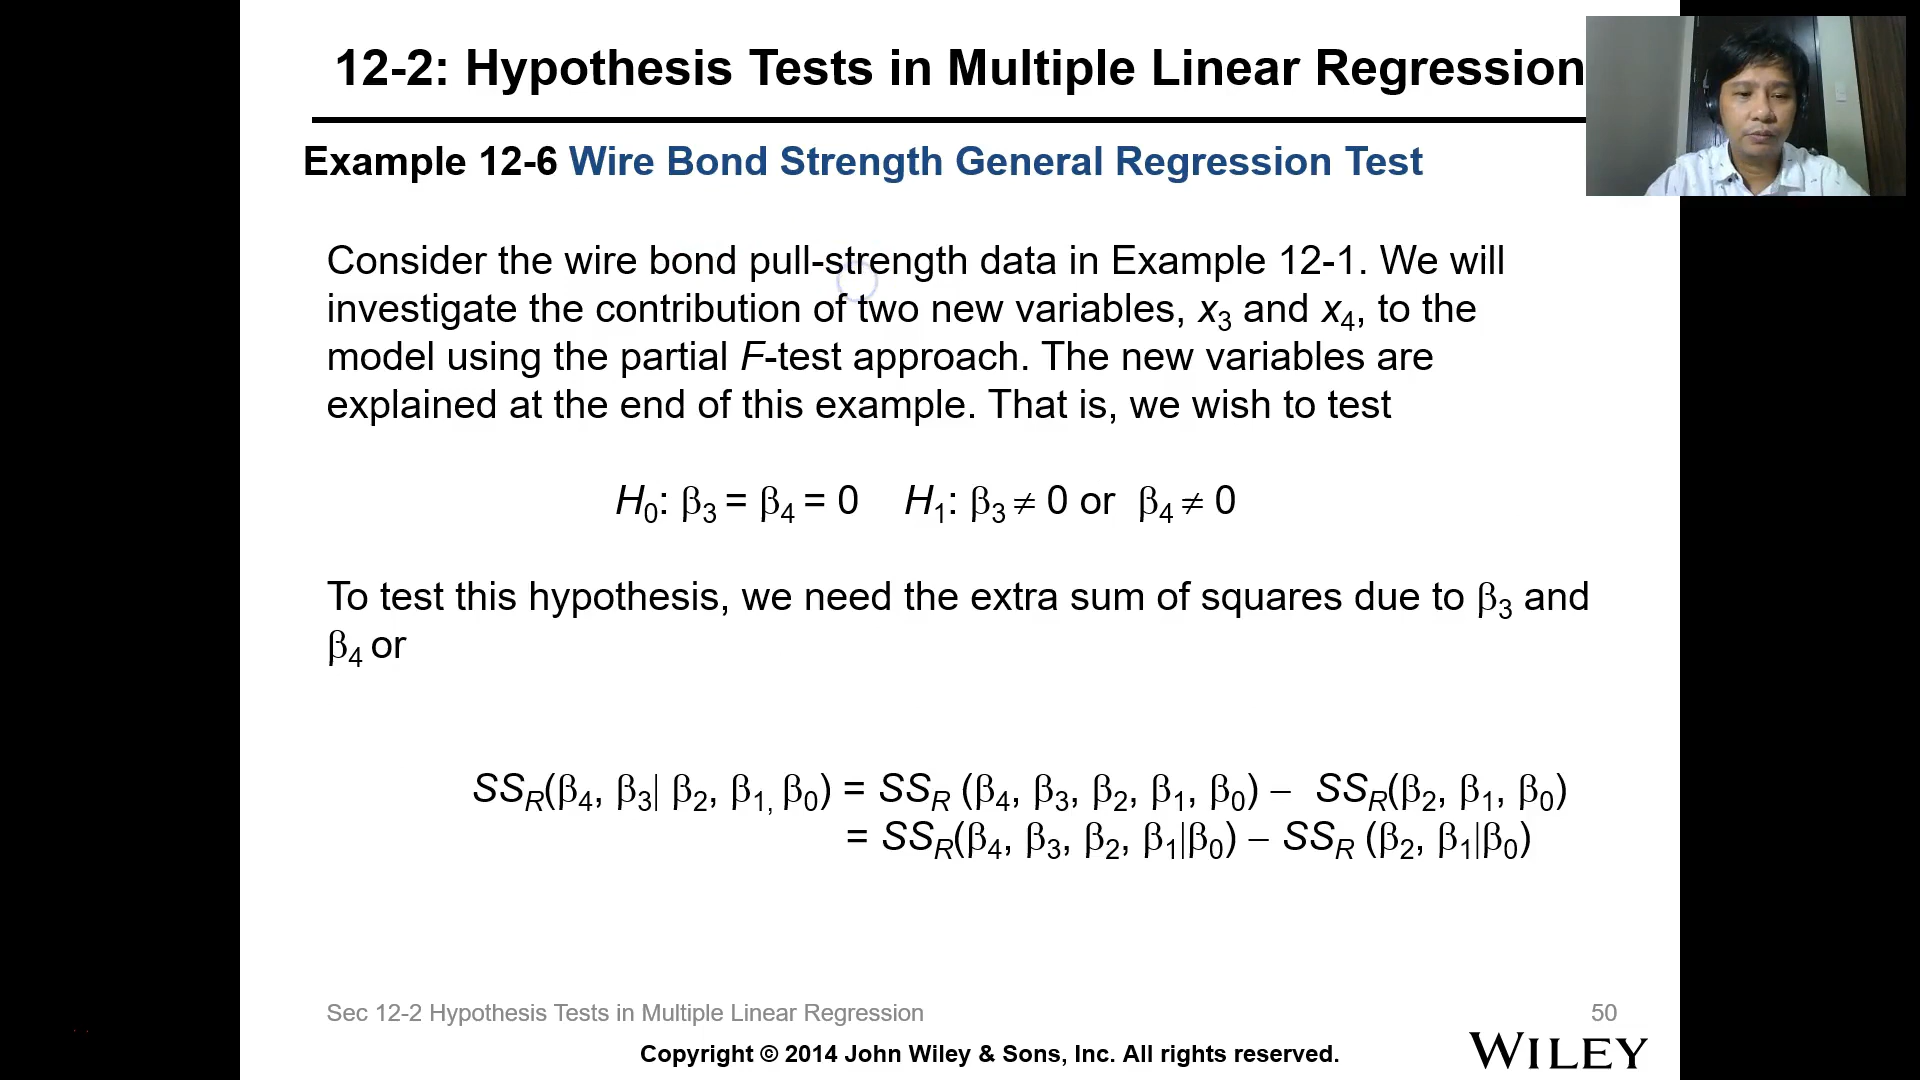 12-2: Hypothesis Tests in Multiple Linear Regression
Example 12-6 Wire Bond Strength General Regression Test
Consider the wire bond pull-strength data in Example 12-1. We will
investigate the contribution of two new variables, x₃ and x₄, to the
model using the partial F-test approach. The new variables are
explained at the end of this example. That is, we wish to test
H₀: β₃ = β₄ = 0 H₁: β₃ ≠ 0 or β₄ ≠ 0
To test this hypothesis, we need the extra sum of squares due to β₃ and
β₄ or
SS_R(β₄, β₃| β₂, β₁, β₀) = SS_R (β₄, β₃, β₂, β₁, β₀) – SS_R(β₂, β₁, β₀)
= SS_R(β₄, β₃, β₂, β₁|β₀) – SS_R (β₂, β₁|β₀)
Sec 12-2 Hypothesis Tests in Multiple Linear Regression 50
Copyright © 2014 John Wiley & Sons, Inc. All rights reserved.
WILEY